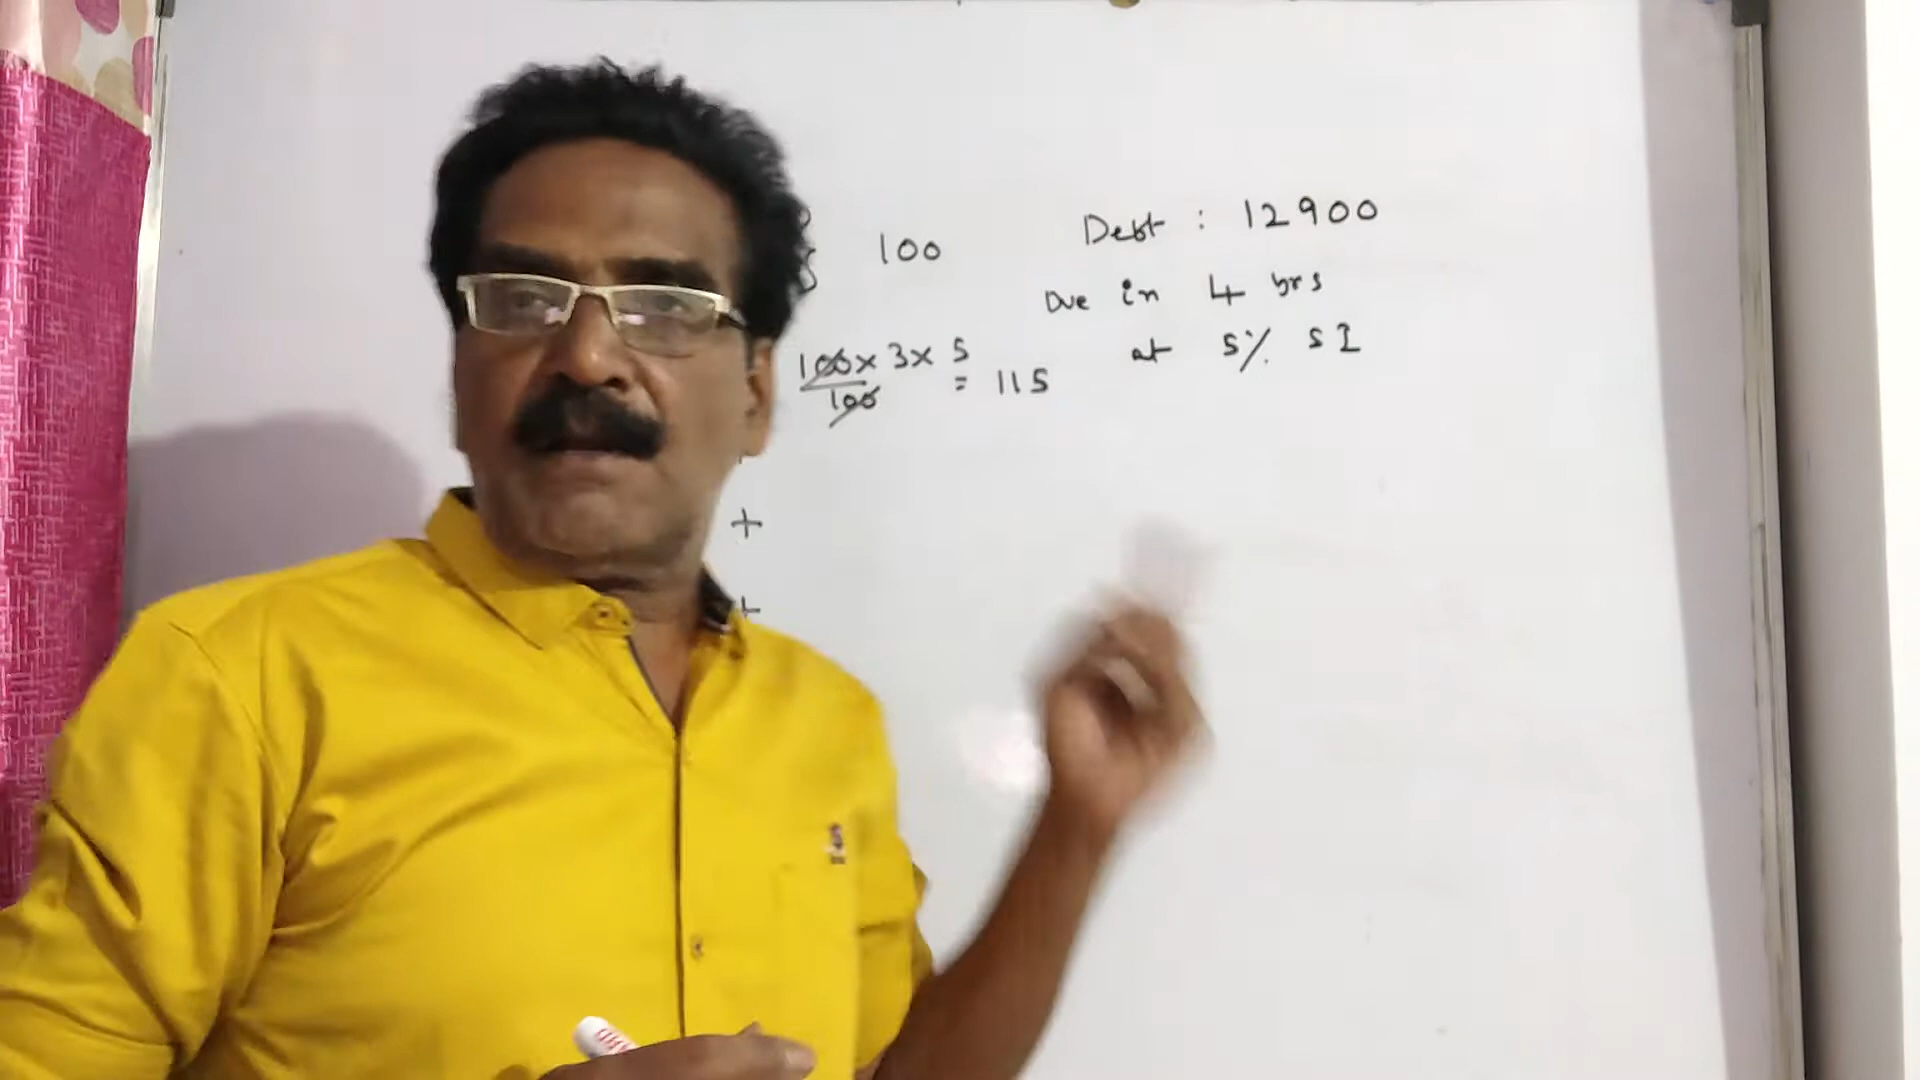 100
Debt : 12900
Due in 4 yrs
at 5% SI
100 x 3 x 5
100
= 115
+
+